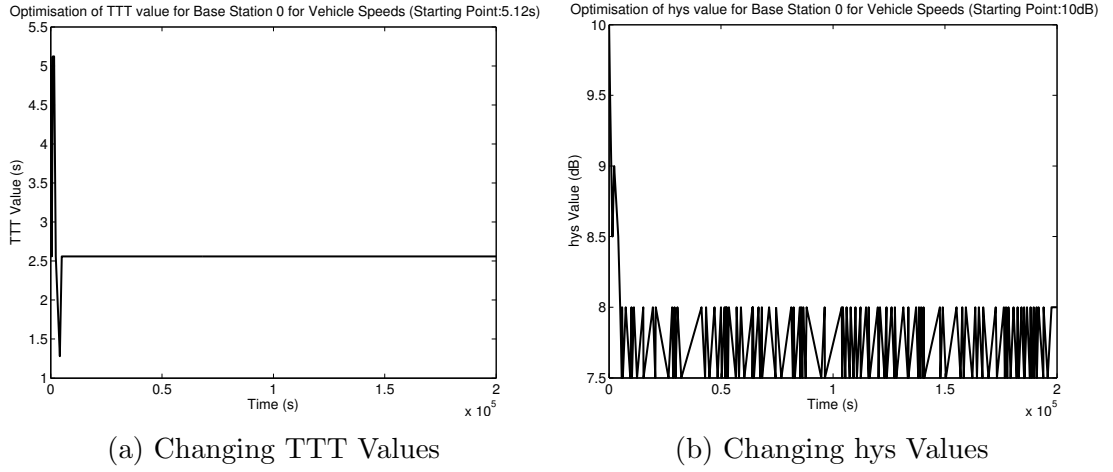 Optimisation of TTT value for Base Station 0 for Vehicle Speeds (Starting Point:5.12s)
5.5
5
4.5
4
3.5
3
2.5
2
1.5
1
TTT Value (s)
0
0.5
1
1.5
2
x 10^5
Time (s)
(a) Changing TTT Values
Optimisation of hys value for Base Station 0 for Vehicle Speeds (Starting Point:10dB)
10
9.5
9
8.5
8
7.5
hys Value (dB)
0
0.5
1
1.5
2
x 10^5
Time (s)
(b) Changing hys Values